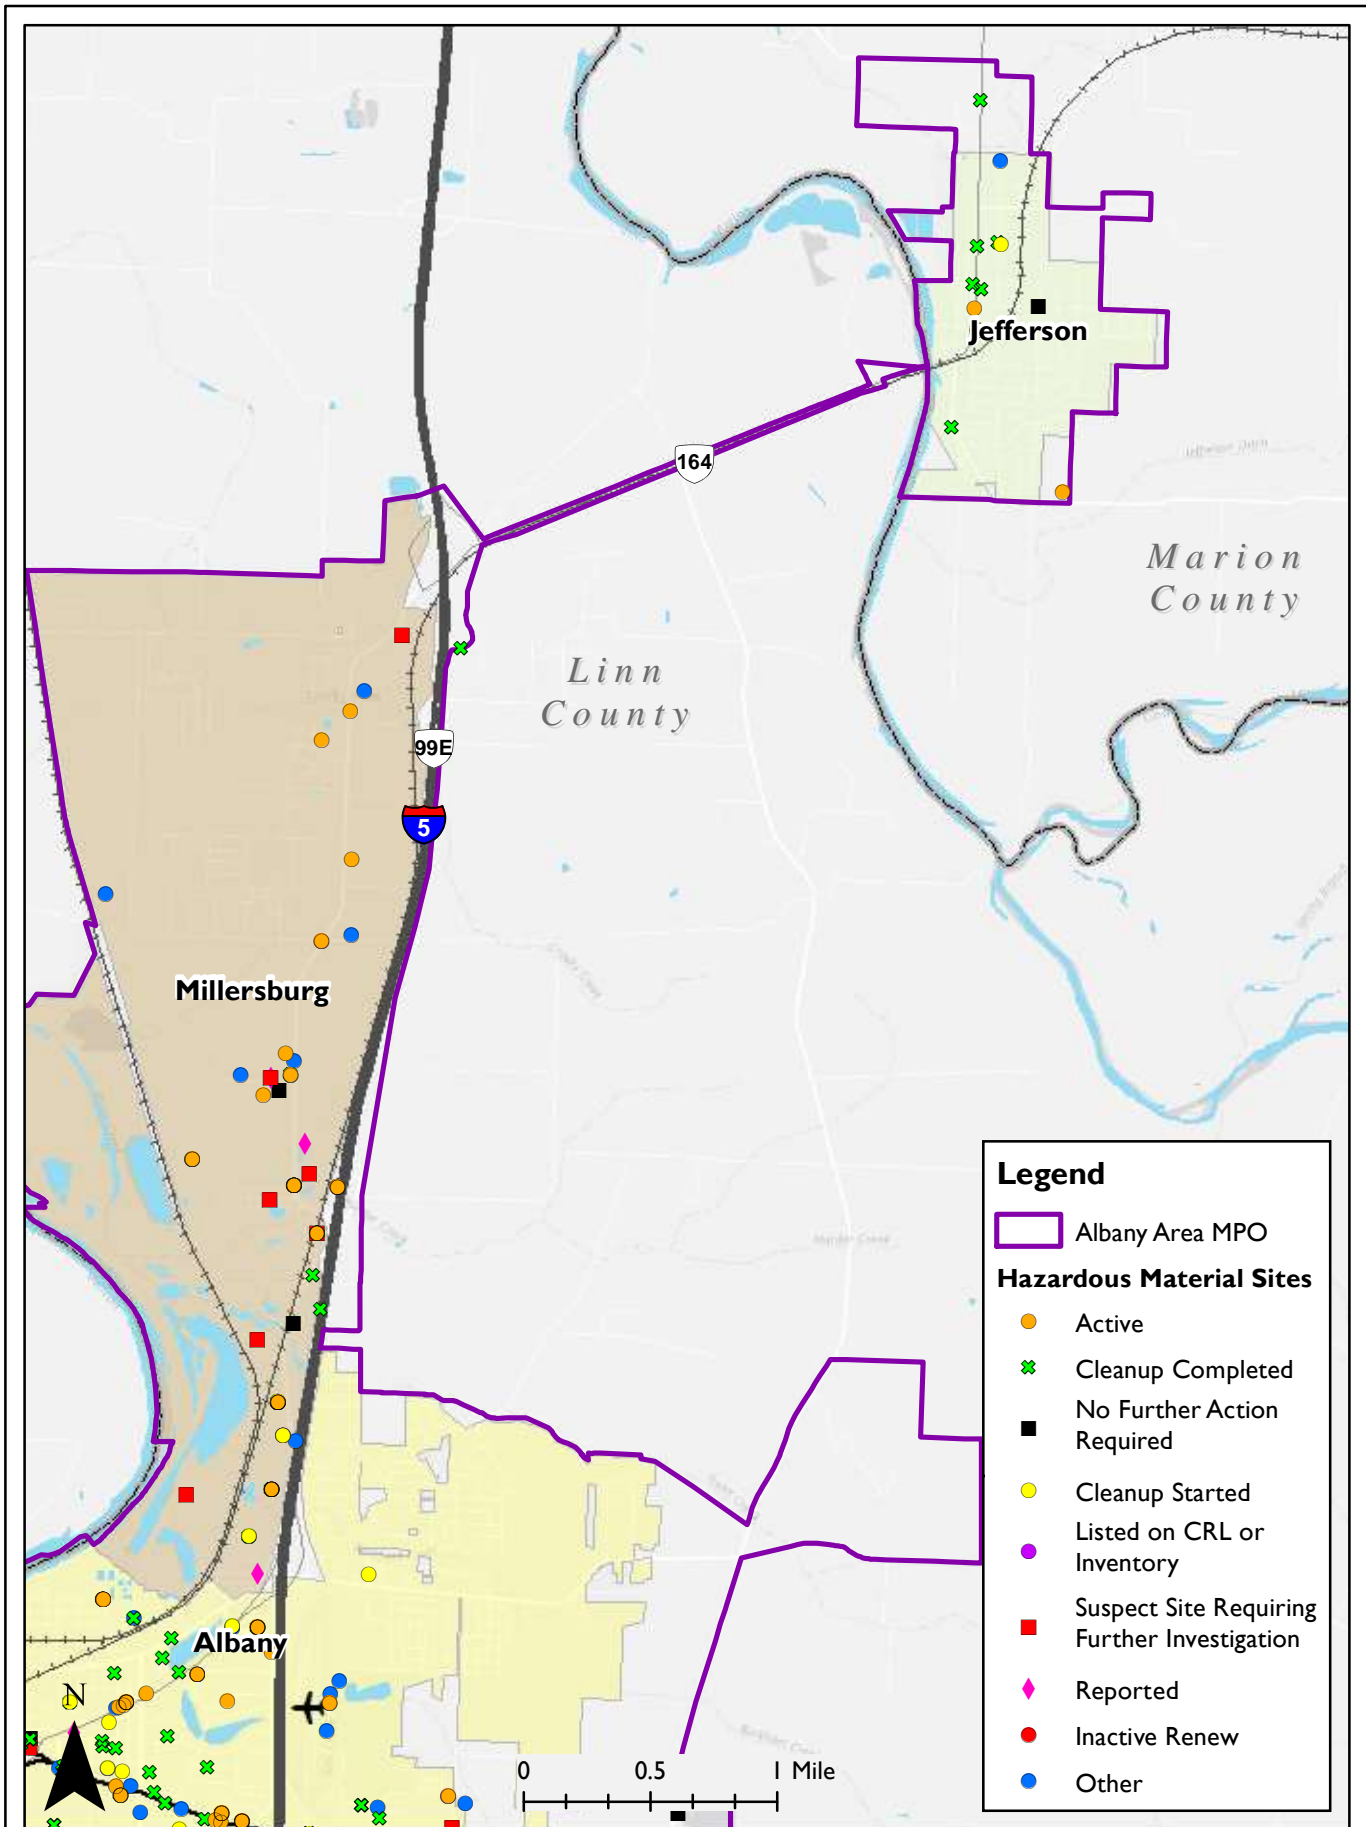 Jefferson
164
Marion
County
Linn
County
99E
5
Millersburg
Albany
N
0 0.5 1 Mile
Legend
Albany Area MPO
Hazardous Material Sites
Active
Cleanup Completed
No Further Action
Required
Cleanup Started
Listed on CRL or
Inventory
Suspect Site Requiring
Further Investigation
Reported
Inactive Renew
Other